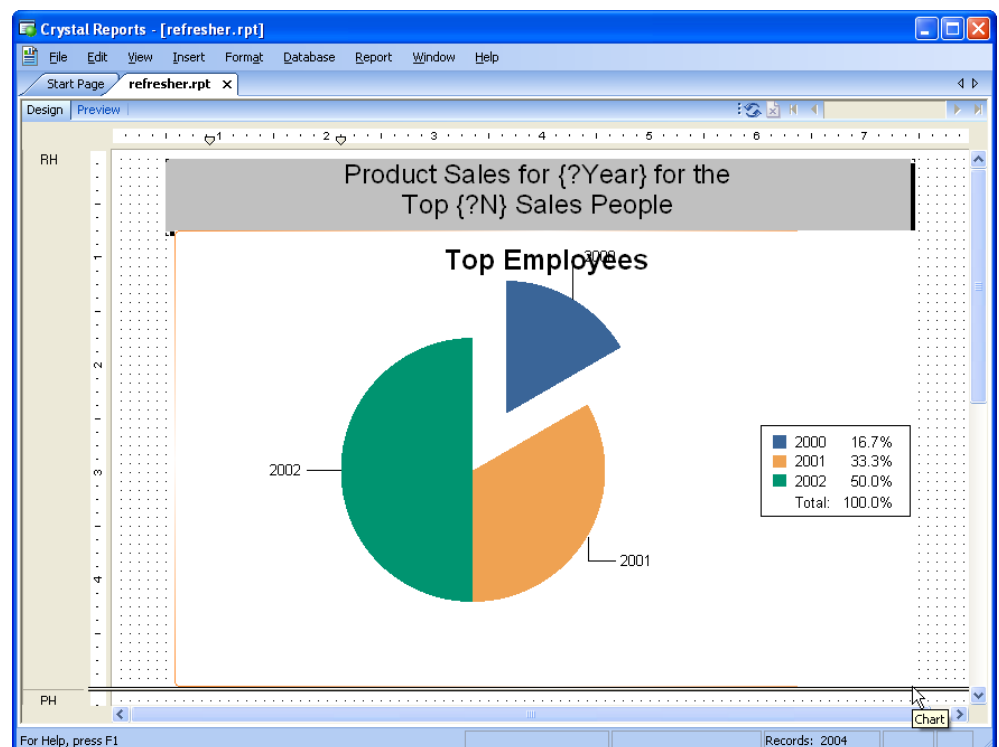 Crystal Reports - [refresher.rpt]
File Edit View Insert Format Database Report Window Help
Start Page refresher.rpt X
Design Preview
1 2 3 4 5 6 7
RH
Product Sales for {?Year} for the
Top {?N} Sales People
1
Top Employees
2000
2
2000 16.7%
2001 33.3%
2002 50.0%
Total: 100.0%
2002
3
2001
4
PH
Chart
For Help, press F1
Records: 2004